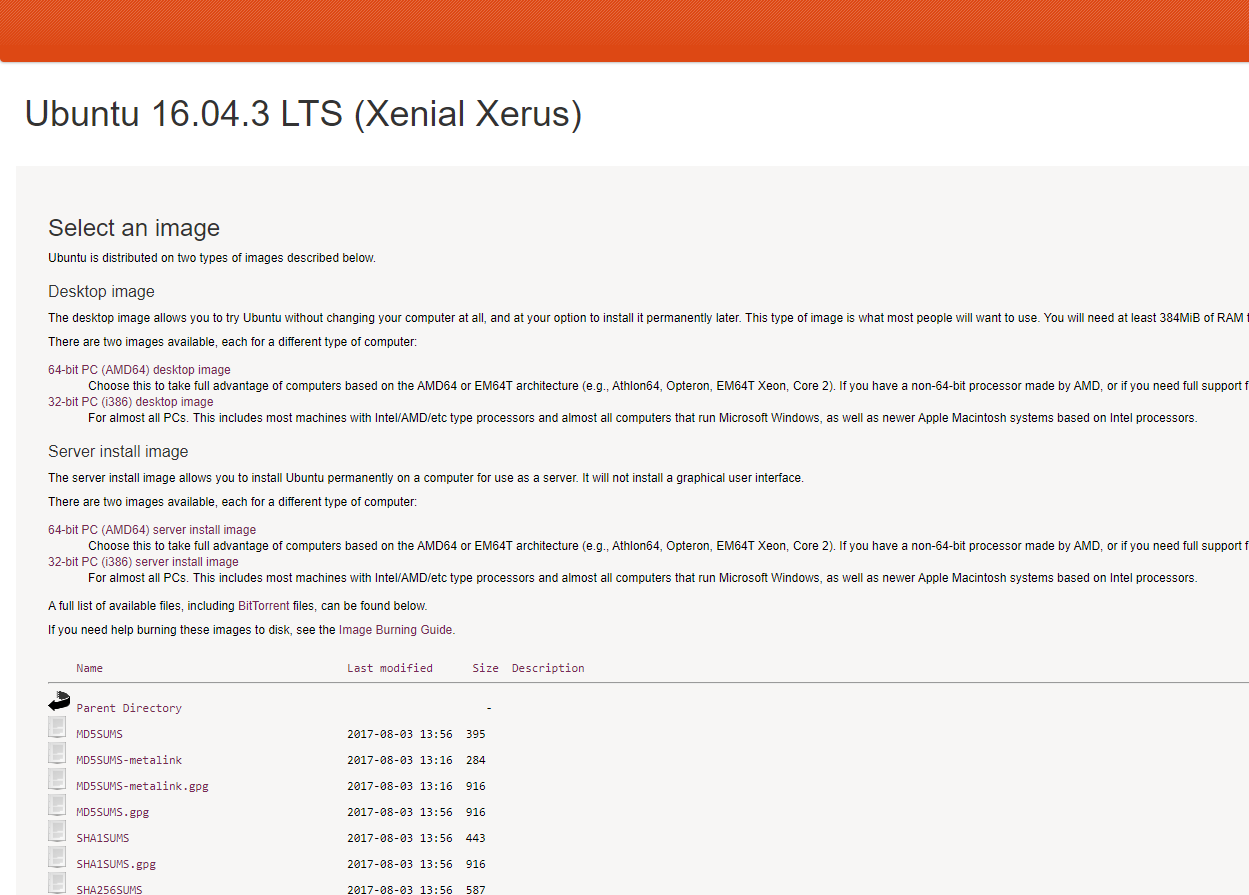 Ubuntu 16.04.3 LTS (Xenial Xerus)
Select an image
Ubuntu is distributed on two types of images described below.
Desktop image
The desktop image allows you to try Ubuntu without changing your computer at all, and at your option to install it permanently later. This type of image is what most people will want to use. You will need at least 384MiB of RAM
There are two images available, each for a different type of computer:
64-bit PC (AMD64) desktop image
Choose this to take full advantage of computers based on the AMD64 or EM64T architecture (e.g., Athlon64, Opteron, EM64T Xeon, Core 2). If you have a non-64-bit processor made by AMD, or if you need full support
32-bit PC (i386) desktop image
For almost all PCs. This includes most machines with Intel/AMD/etc type processors and almost all computers that run Microsoft Windows, as well as newer Apple Macintosh systems based on Intel processors.
Server install image
The server install image allows you to install Ubuntu permanently on a computer for use as a server. It will not install a graphical user interface.
There are two images available, each for a different type of computer:
64-bit PC (AMD64) server install image
Choose this to take full advantage of computers based on the AMD64 or EM64T architecture (e.g., Athlon64, Opteron, EM64T Xeon, Core 2). If you have a non-64-bit processor made by AMD, or if you need full support
32-bit PC (i386) server install image
For almost all PCs. This includes most machines with Intel/AMD/etc type processors and almost all computers that run Microsoft Windows, as well as newer Apple Macintosh systems based on Intel processors.
A full list of available files, including BitTorrent files, can be found below.
If you need help burning these images to disk, see the Image Burning Guide.
Name Last modified Size Description
Parent Directory -
MD5SUMS 2017-08-03 13:56 395
MD5SUMS-metalink 2017-08-03 13:16 284
MD5SUMS-metalink.gpg 2017-08-03 13:16 916
MD5SUMS.gpg 2017-08-03 13:56 916
SHA1SUMS 2017-08-03 13:56 443
SHA1SUMS.gpg 2017-08-03 13:56 916
SHA256SUMS 2017-08-03 13:56 587